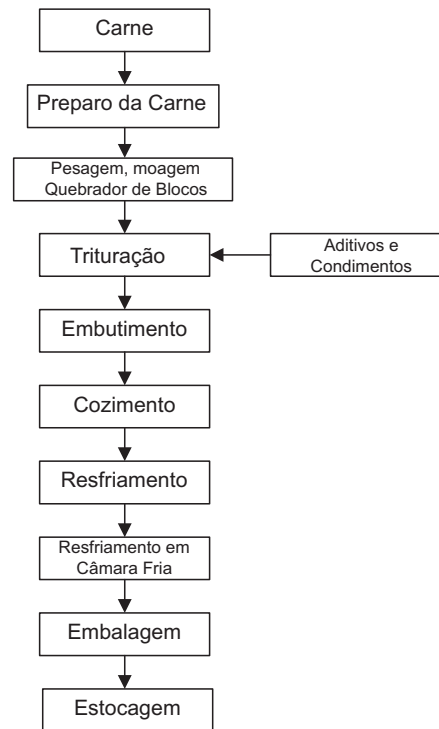 Carne
Preparo da Carne
Pesagem, moagem
Quebrador de Blocos
Trituração
Aditivos e
Condimentos
Embutimento
Cozimento
Resfriamento
Resfriamento em
Câmara Fria
Embalagem
Estocagem